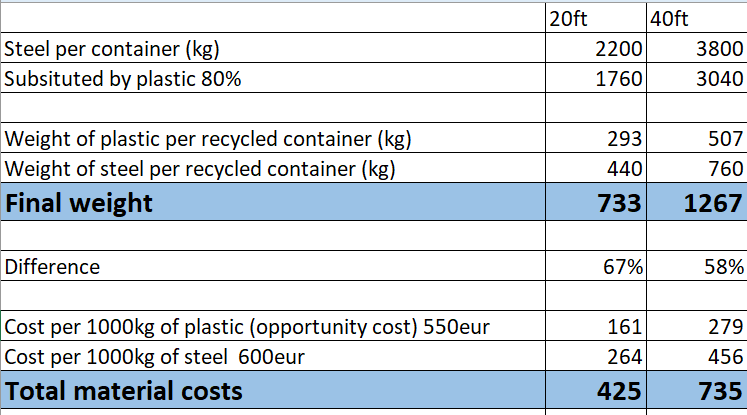 20ft 40ft
Steel per container (kg) 2200 3800
Subsituted by plastic 80% 1760 3040
Weight of plastic per recycled container (kg) 293 507
Weight of steel per recycled container (kg) 440 760
Final weight 733 1267
Difference 67% 58%
Cost per 1000kg of plastic (opportunity cost) 550eur 161 279
Cost per 1000kg of steel  600eur 264 456
Total material costs 425 735